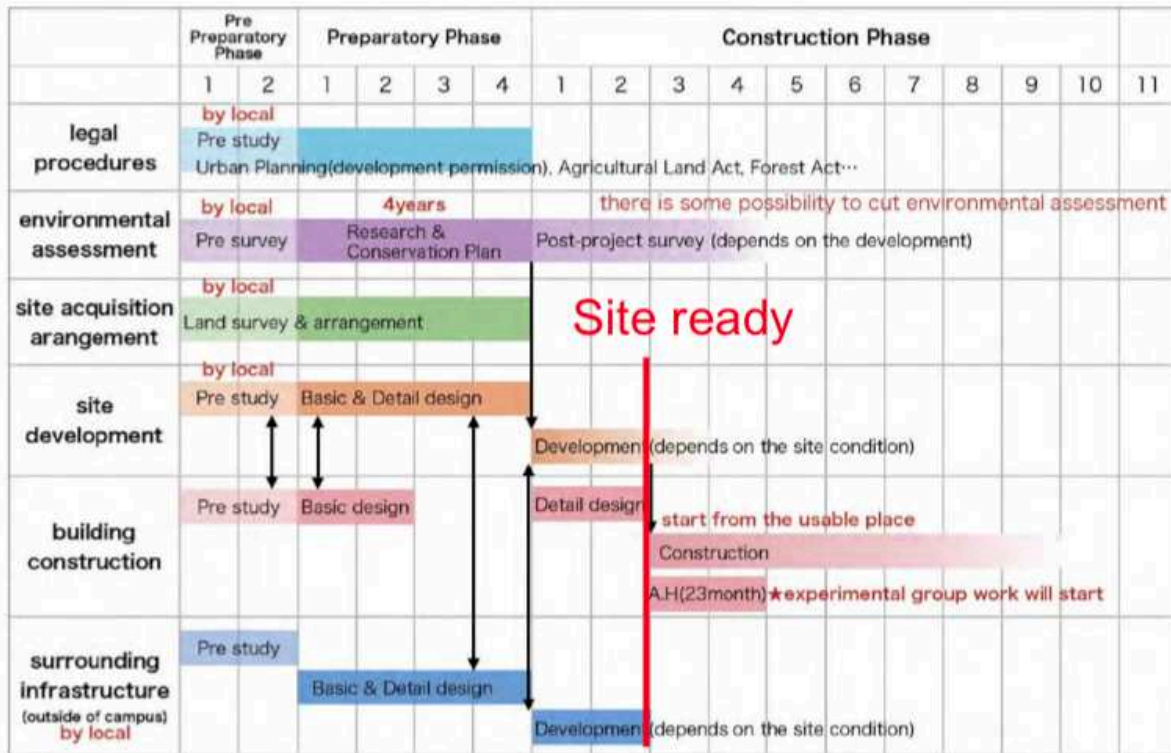 Pre
Preparatory
Phase
Preparatory Phase
Construction Phase
1 2 1 2 3 4 1 2 3 4 5 6 7 8 9 10 11
legal
procedures
by local
Pre study
Urban Planning(development permission), Agricultural Land Act, Forest Act…
environmental
assessment
by local
4years
there is some possibility to cut environmental assessment
Pre survey
Research &
Conservation Plan
Post-project survey (depends on the development)
site acquisition
arangement
by local
Land survey & arrangement
Site ready
site
development
by local
Pre study
Basic & Detail design
Developmen (depends on the site condition)
building
construction
Pre study
Basic design
Detail design
start from the usable place
Construction
A.H(23month)★experimental group work will start
surrounding
infrastructure
(outside of campus)
by local
Pre study
Basic & Detail design
Developmen (depends on the site condition)